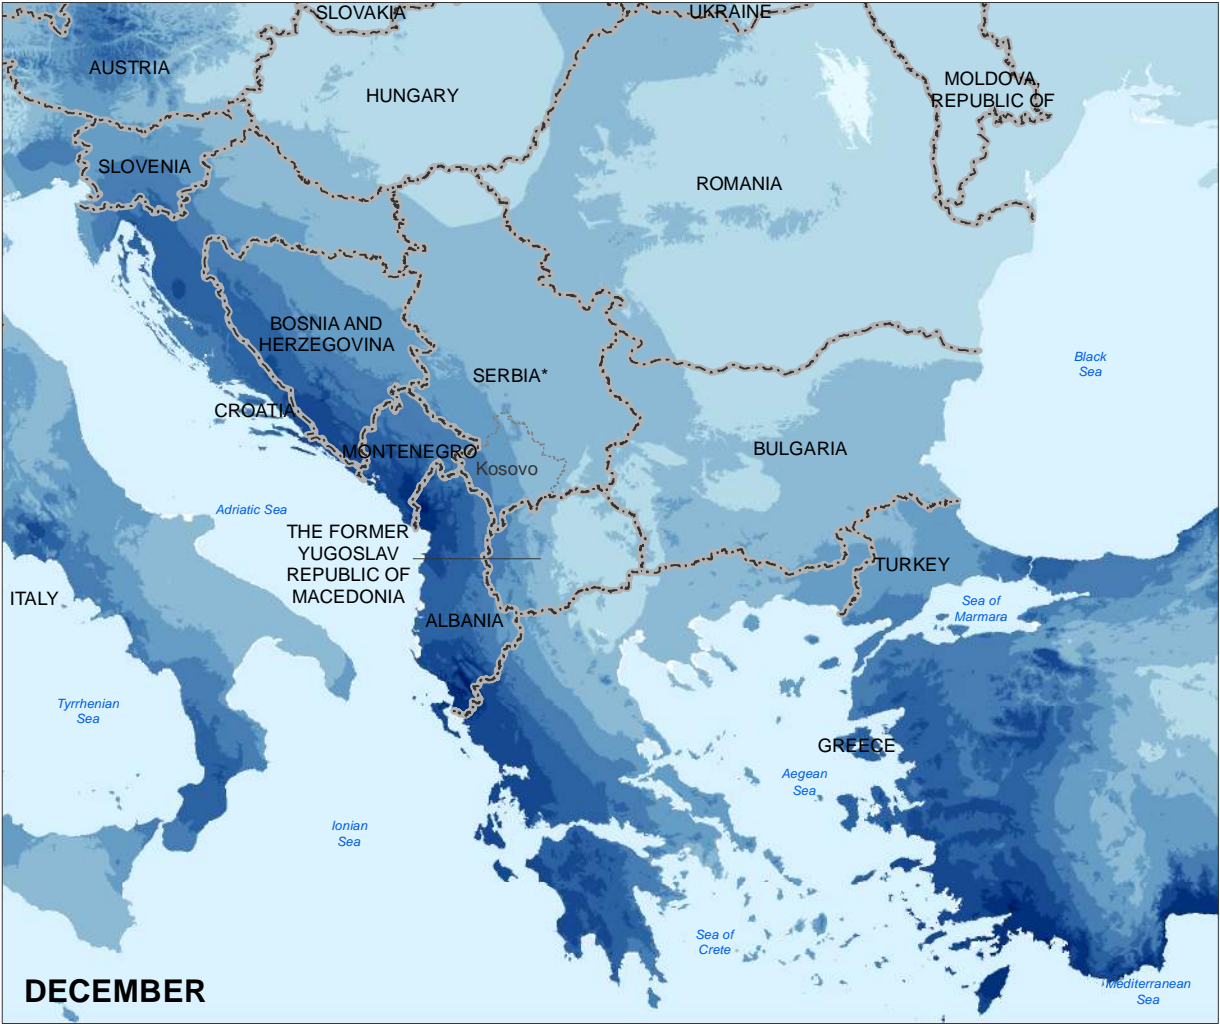 SLOVAKIA
UKRAINE
AUSTRIA
HUNGARY
MOLDOVA,
REPUBLIC OF
SLOVENIA
ROMANIA
BOSNIA AND
HERZEGOVINA
Black
Sea
SERBIA*
CROATIA
MONTENEGRO
Kosovo
BULGARIA
Adriatic Sea
THE FORMER
YUGOSLAV
REPUBLIC OF
MACEDONIA
TURKEY
ITALY
Sea of
Marmara
ALBANIA
Tyrrhenian
Sea
GREECE
Aegean
Sea
Ionian
Sea
Sea of
Crete
DECEMBER
Mediterranean
Sea